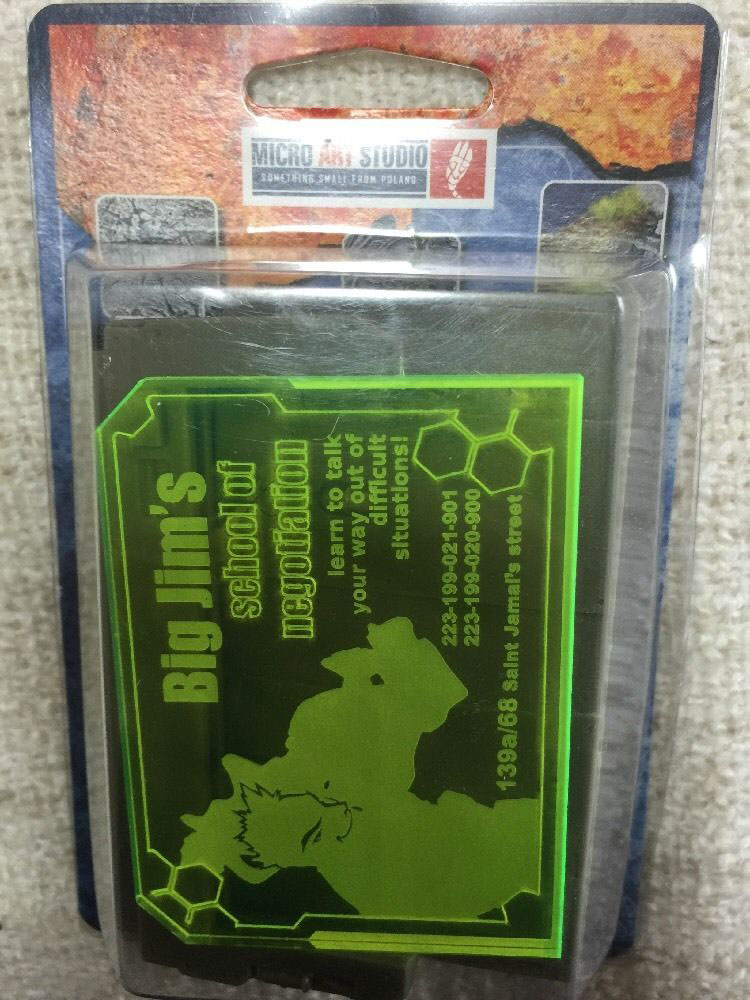 MICRO ART STUDIO
SOMETHING SMALL FROM POLAND
Big Jim's
school of
negotiation
learn to talk
your way out of
difficult
situations!
223-199-021-901
223-199-020-900
139a/68 Saint Jamal's street